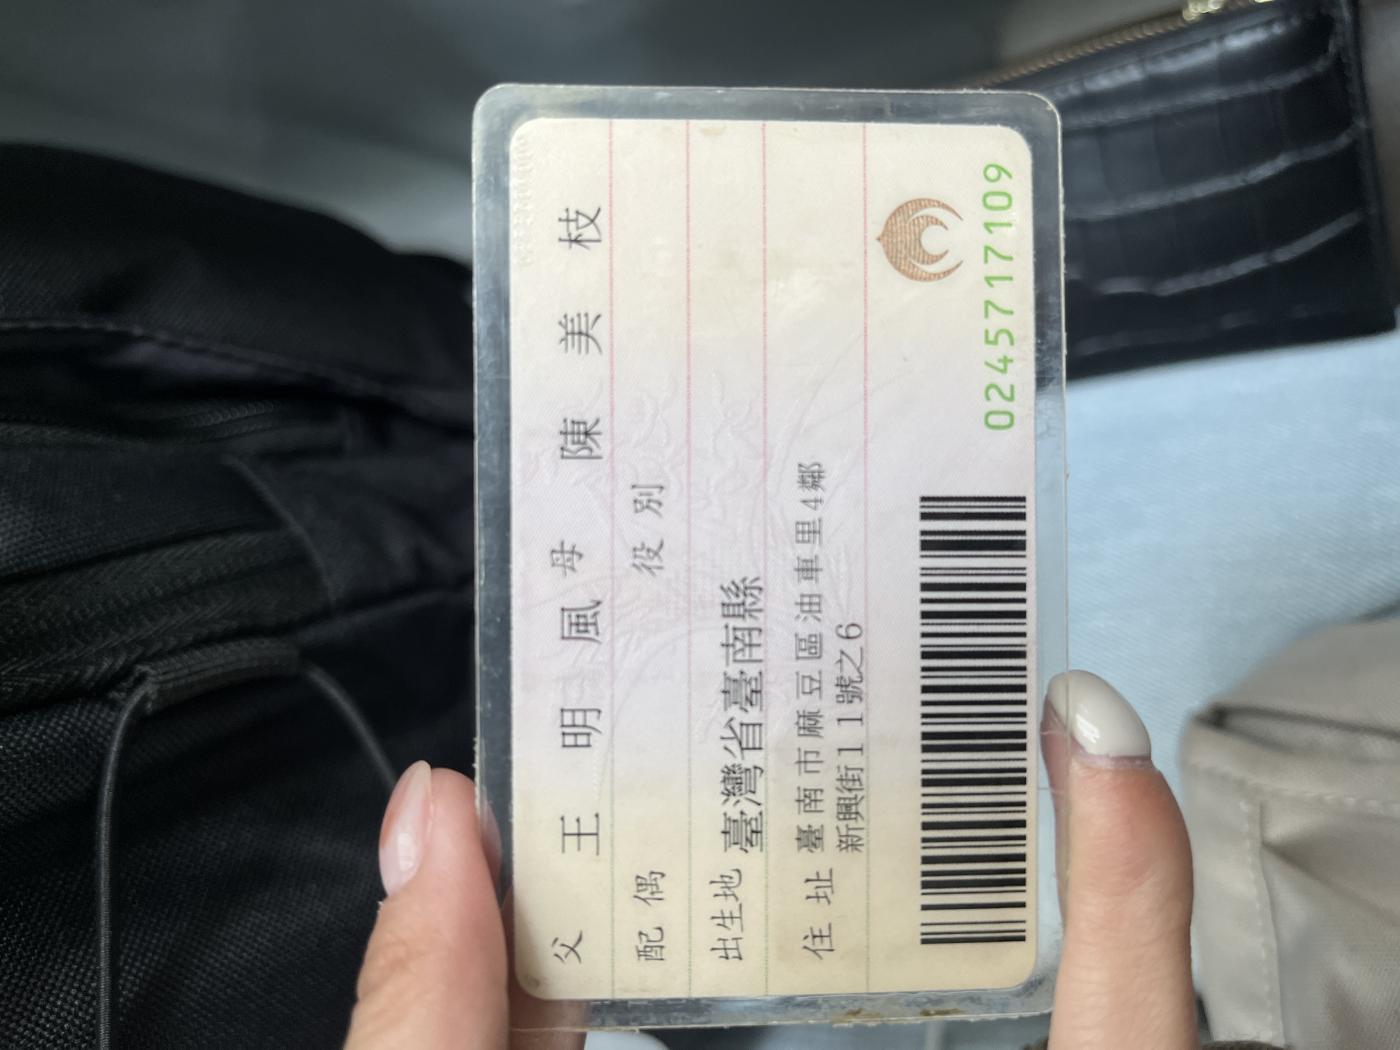 父 王明風 母 陳美枝
配偶 役別
出生地 臺灣省臺南縣
住址 臺南市麻豆區油車里4鄰
新興街11號之6
0245717109